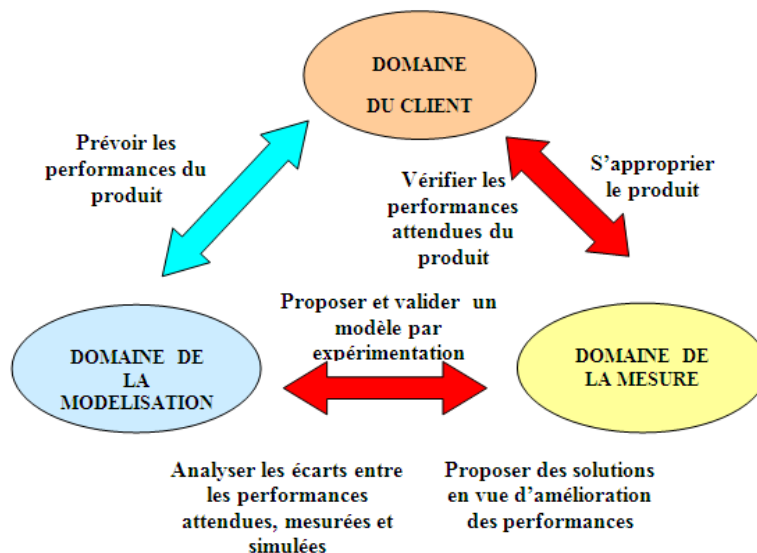 DOMAINE
DU CLIENT
Prévoir les
performances du
produit
Vérifier les
performances
attendues du
produit
S'approprier
le produit
Proposer et valider un
modèle par
expérimentation
DOMAINE DE
LA
MODELISATION
DOMAINE DE
LA MESURE
Analyser les écarts entre
les performances
attendues, mesurées et
simulées
Proposer des solutions
en vue d'amélioration
des performances